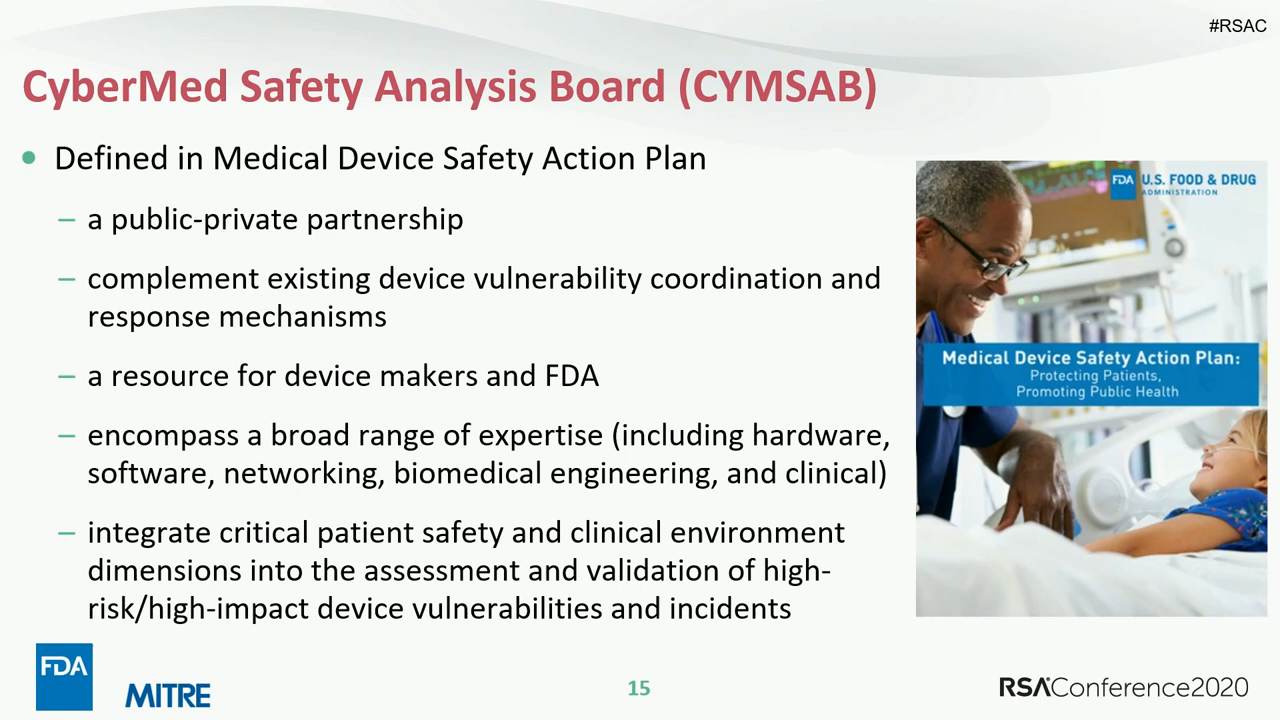 #RSAC
CyberMed Safety Analysis Board (CYMSAB)
• Defined in Medical Device Safety Action Plan
– a public-private partnership
– complement existing device vulnerability coordination and
response mechanisms
– a resource for device makers and FDA
– encompass a broad range of expertise (including hardware,
software, networking, biomedical engineering, and clinical)
– integrate critical patient safety and clinical environment
dimensions into the assessment and validation of high-
risk/high-impact device vulnerabilities and incidents
FDA U.S. FOOD & DRUG
ADMINISTRATION
Medical Device Safety Action Plan:
Protecting Patients,
Promoting Public Health
FDA
MITRE
15
RSAConference2020